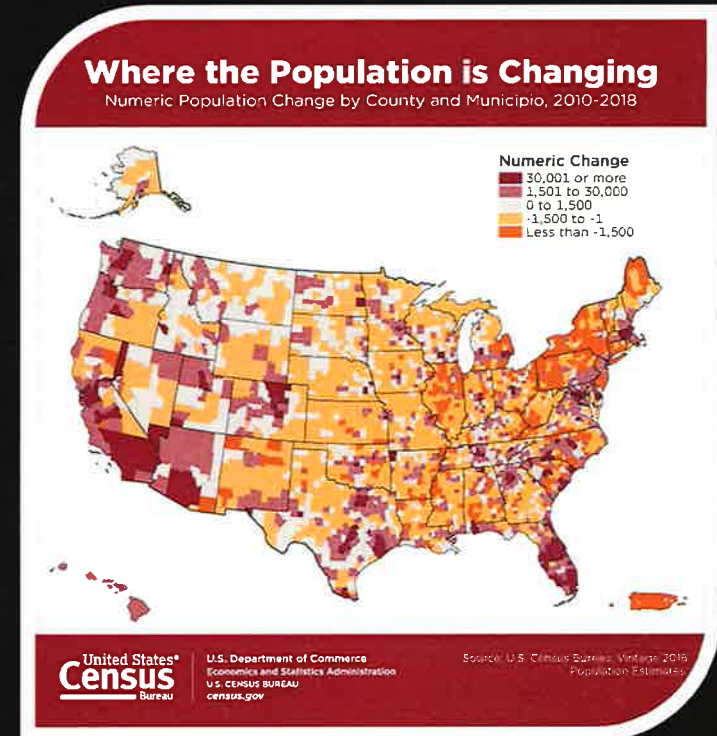 Where the Population is Changing
Numeric Population Change by County and Municipio, 2010-2018
Numeric Change
30,001 or more
1,501 to 30,000
0 to 1,500
-1,500 to -1
Less than -1,500
United States®
Census
Bureau
U.S. Department of Commerce
Economics and Statistics Administration
U.S. CENSUS BUREAU
census.gov
Source: U.S. Census Bureau, Vintage 2018
Population Estimates